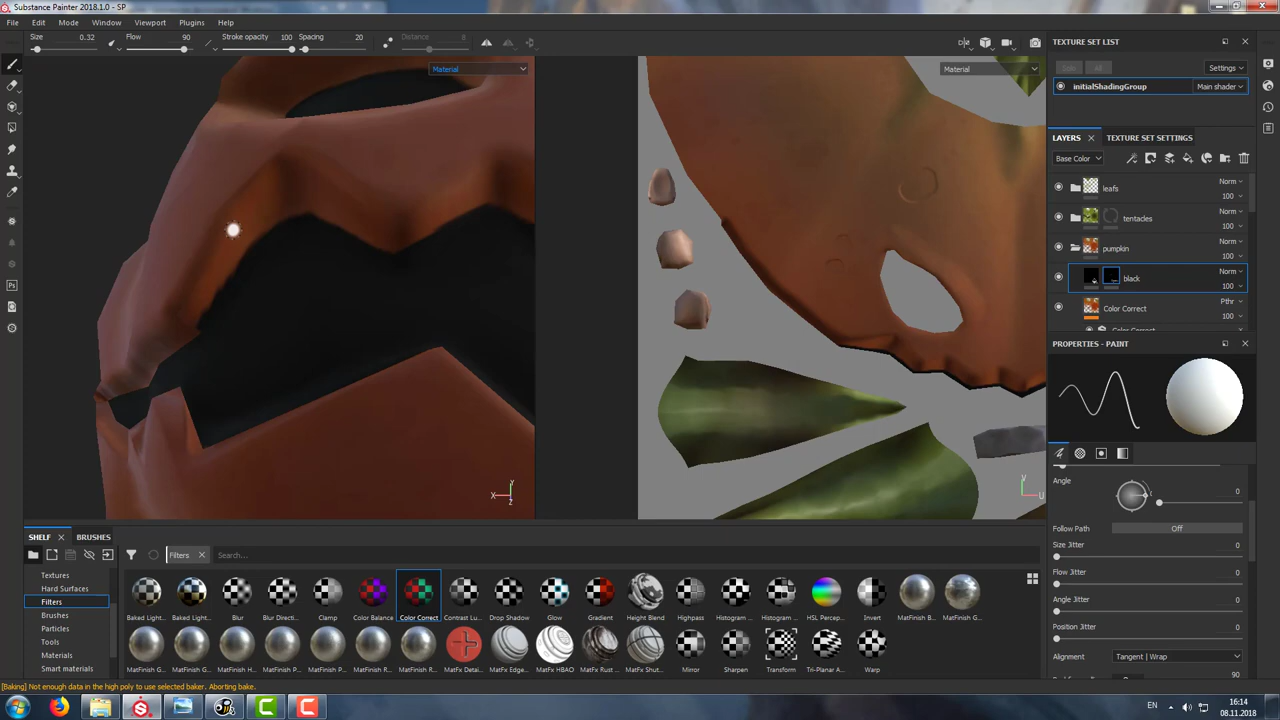 Substance Painter 2018.1.0 - SP
File Edit Mode Window Viewport Plugins Help
Size 0.32 Flow 90 Stroke opacity 100 Spacing 20 Distance 8
Material
Material
TEXTURE SET LIST
Solo All Settings
initialShadingGroup Main shader
LAYERS TEXTURE SET SETTINGS
Base Color
leafs Norm 100
tentacles Norm 100
pumpkin Norm 100
black Norm 100
Color Correct Pthr 100
Color Correct
PROPERTIES - PAINT
Angle 0
Follow Path Off
Size Jitter 0
Flow Jitter 0
Angle Jitter 0
Position Jitter 0
Alignment Tangent | Wrap
90
X Y Z
V U
SHELF BRUSHES
Filters Search...
Textures
Hard Surfaces
Filters
Brushes
Particles
Tools
Materials
Smart materials
Baked Light... Baked Light... Blur Blur Directi... Clamp Color Balance Color Correct Contrast Lu... Drop Shadow Glow Gradient Height Blend Highpass Histogram ... Histogram ... Histogram ... HSL Percep... Invert MatFinish B... MatFinish G...
MatFinish G... MatFinish G... MatFinish H... MatFinish P... MatFinish P... MatFinish R... MatFinish R... MatFx Detai... MatFx Edge... MatFx HBAO MatFx Rust ... MatFx Shut... Mirror Sharpen Transform Tri-Planar A... Warp
[Baking] Not enough data in the high poly to use selected baker. Aborting bake.
EN 16:14
08.11.2018